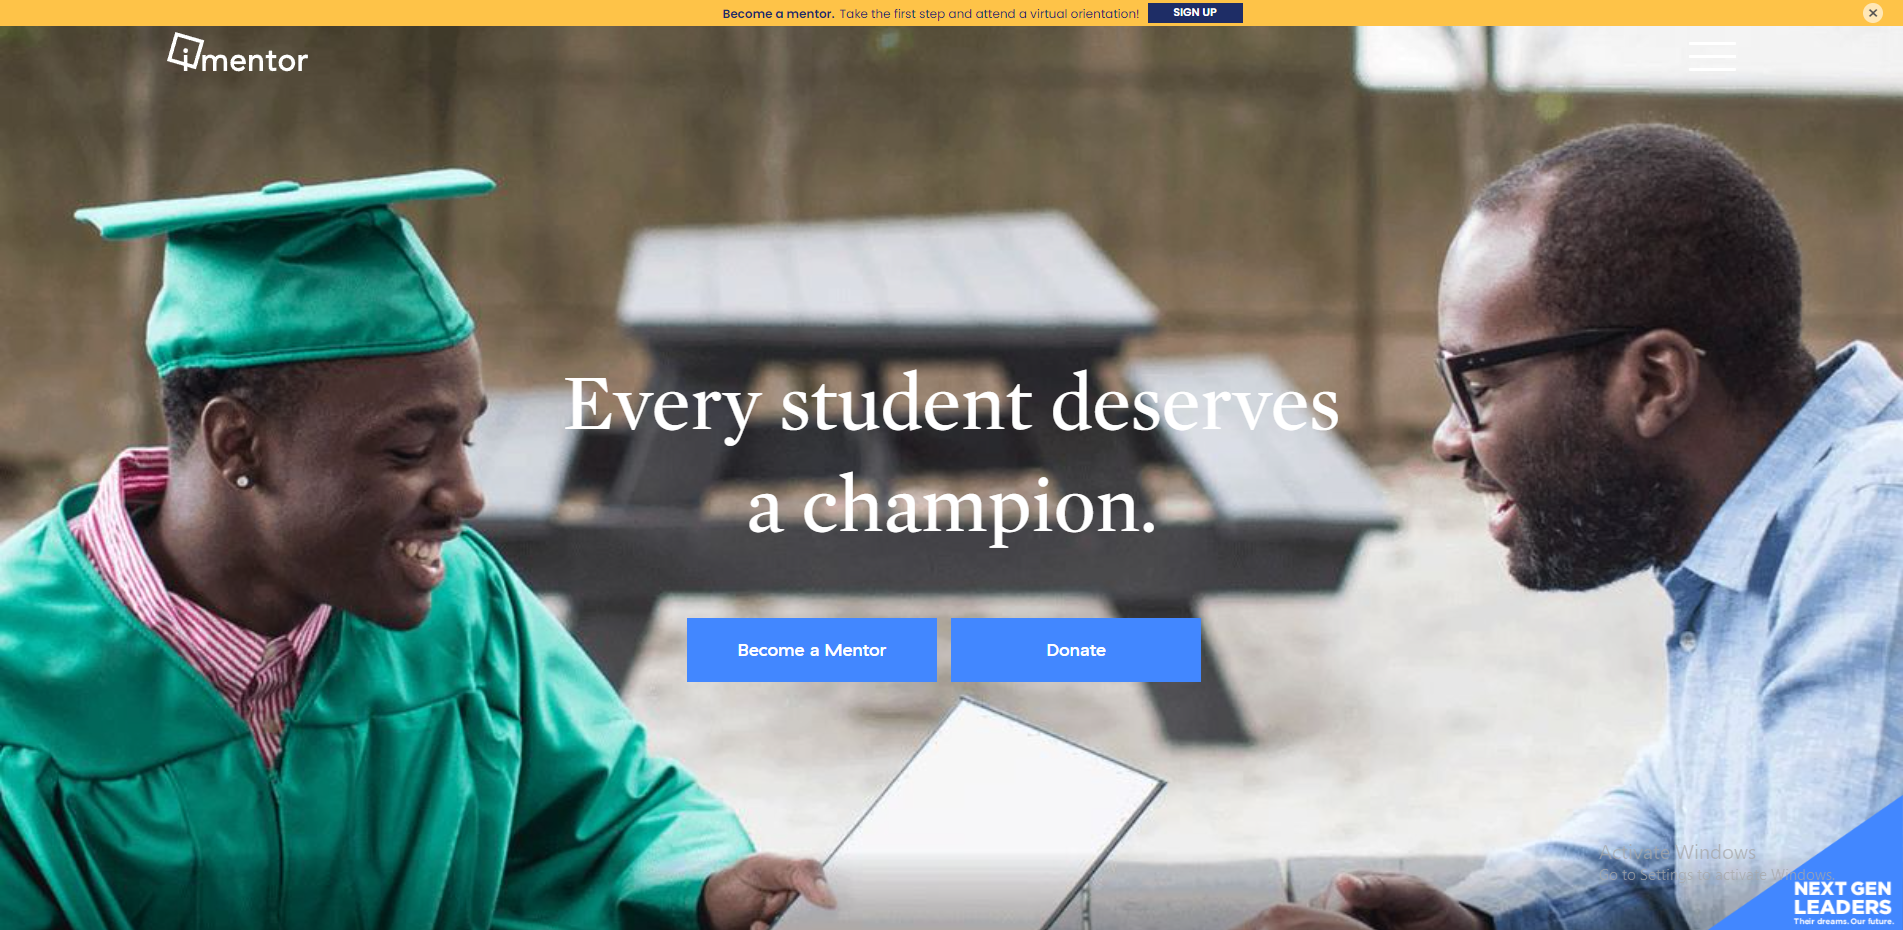 Become a mentor. Take the first step and attend a virtual orientation! SIGN UP
imentor
Every student deserves
a champion.
Become a Mentor
Donate
Activate Windows
Go to Settings to activate Windows.
NEXT GEN
LEADERS
Their dreams. Our future.